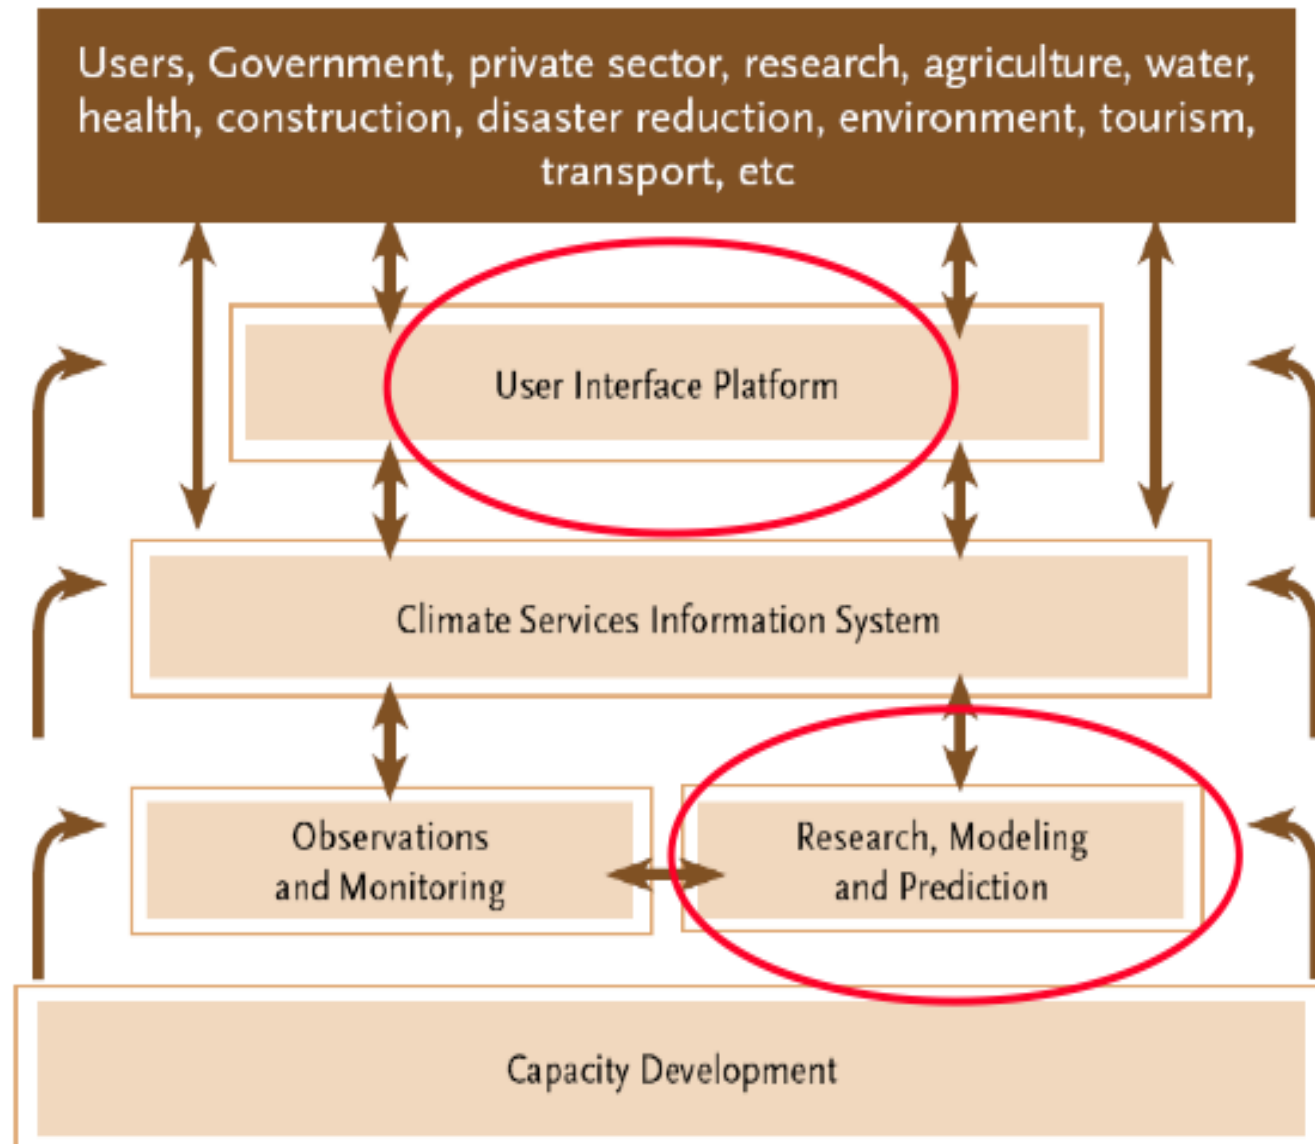 Users, Government, private sector, research, agriculture, water,
health, construction, disaster reduction, environment, tourism,
transport, etc
User Interface Platform
Climate Services Information System
Observations
and Monitoring
Research, Modeling
and Prediction
Capacity Development